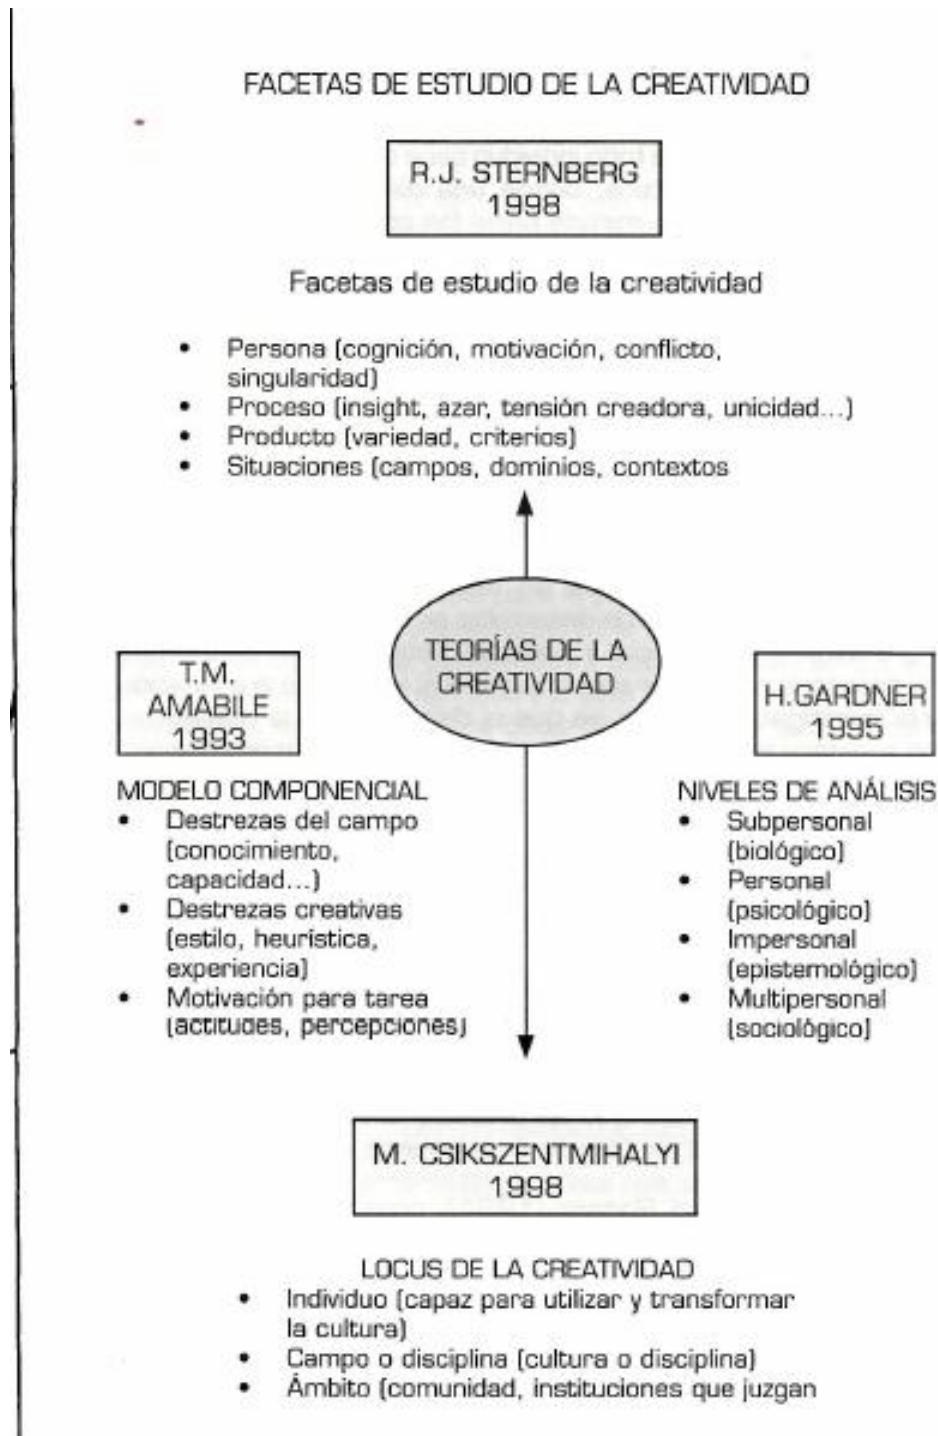 FACETAS DE ESTUDIO DE LA CREATIVIDAD
R.J. STERNBERG
1998
Facetas de estudio de la creatividad
• Persona (cognición, motivación, conflicto,
singularidad)
• Proceso (insight, azar, tensión creadora, unicidad...)
• Producto (variedad, criterios)
• Situaciones (campos, dominios, contextos
TEORÍAS DE LA
CREATIVIDAD
T.M.
AMABILE
1993
MODELO COMPONENCIAL
• Destrezas del campo
(conocimiento,
capacidad...)
• Destrezas creativas
(estilo, heurística,
experiencia)
• Motivación para tarea
(actitudes, percepciones)
H.GARDNER
1995
NIVELES DE ANÁLISIS
• Subpersonal
(biológico)
• Personal
(psicológico)
• Impersonal
(epistemológico)
• Multipersonal
(sociológico)
M. CSIKSZENTMIHALYI
1998
LOCUS DE LA CREATIVIDAD
• Individuo (capaz para utilizar y transformar
la cultura)
• Campo o disciplina (cultura o disciplina)
• Ámbito (comunidad, instituciones que juzgan